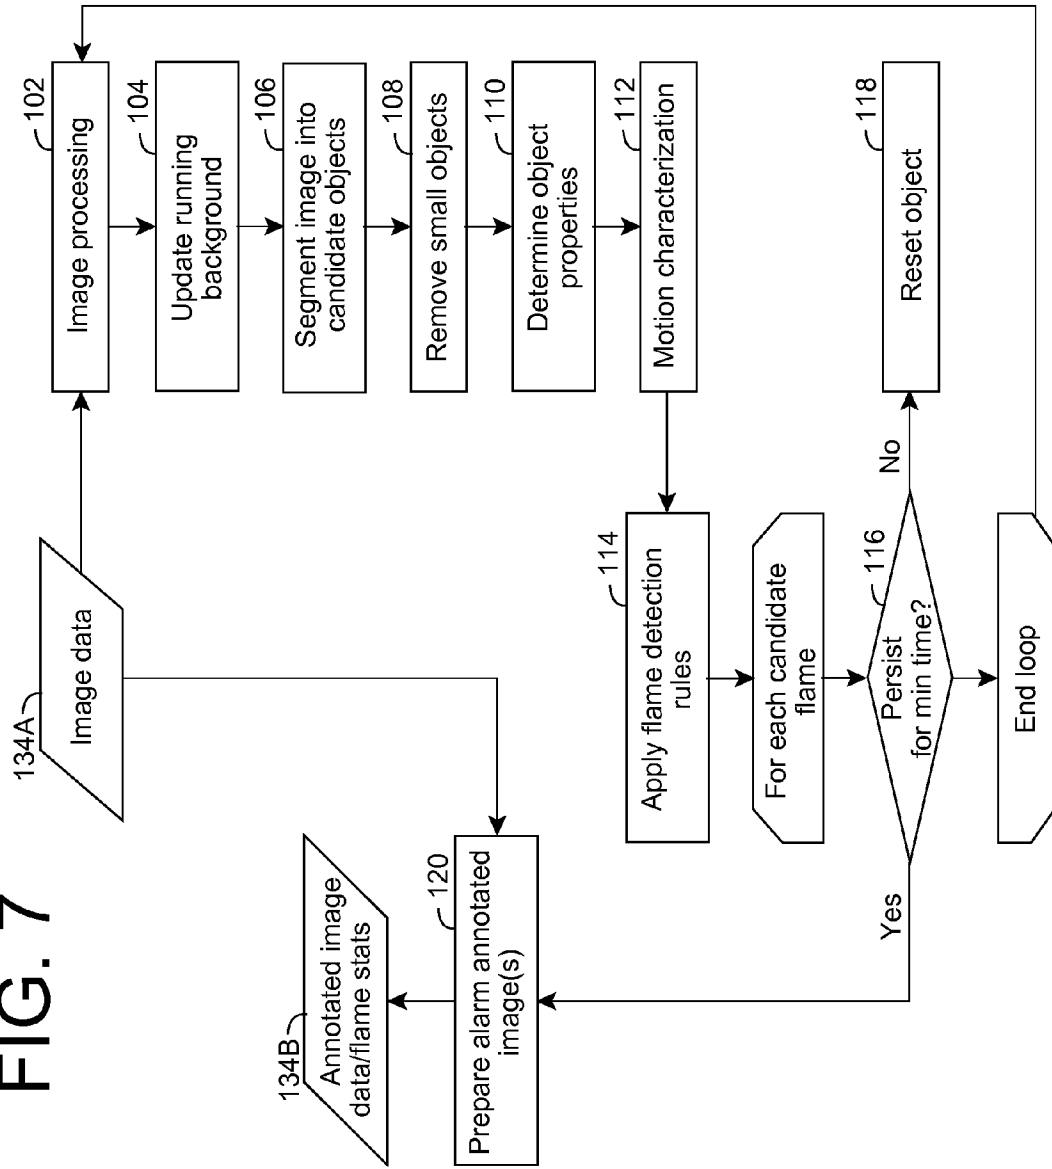 FIG. 7
134A
Image data
102
Image processing
104
Update running
background
106
Segment image into
candidate objects
108
Remove small objects
110
Determine object
properties
112
Motion characterization
114
Apply flame detection
rules
For each candidate
flame
116
Persist
for min time?
No
118
Reset object
Yes
End loop
120
Prepare alarm annotated
image(s)
134B
Annotated image
data/flame stats